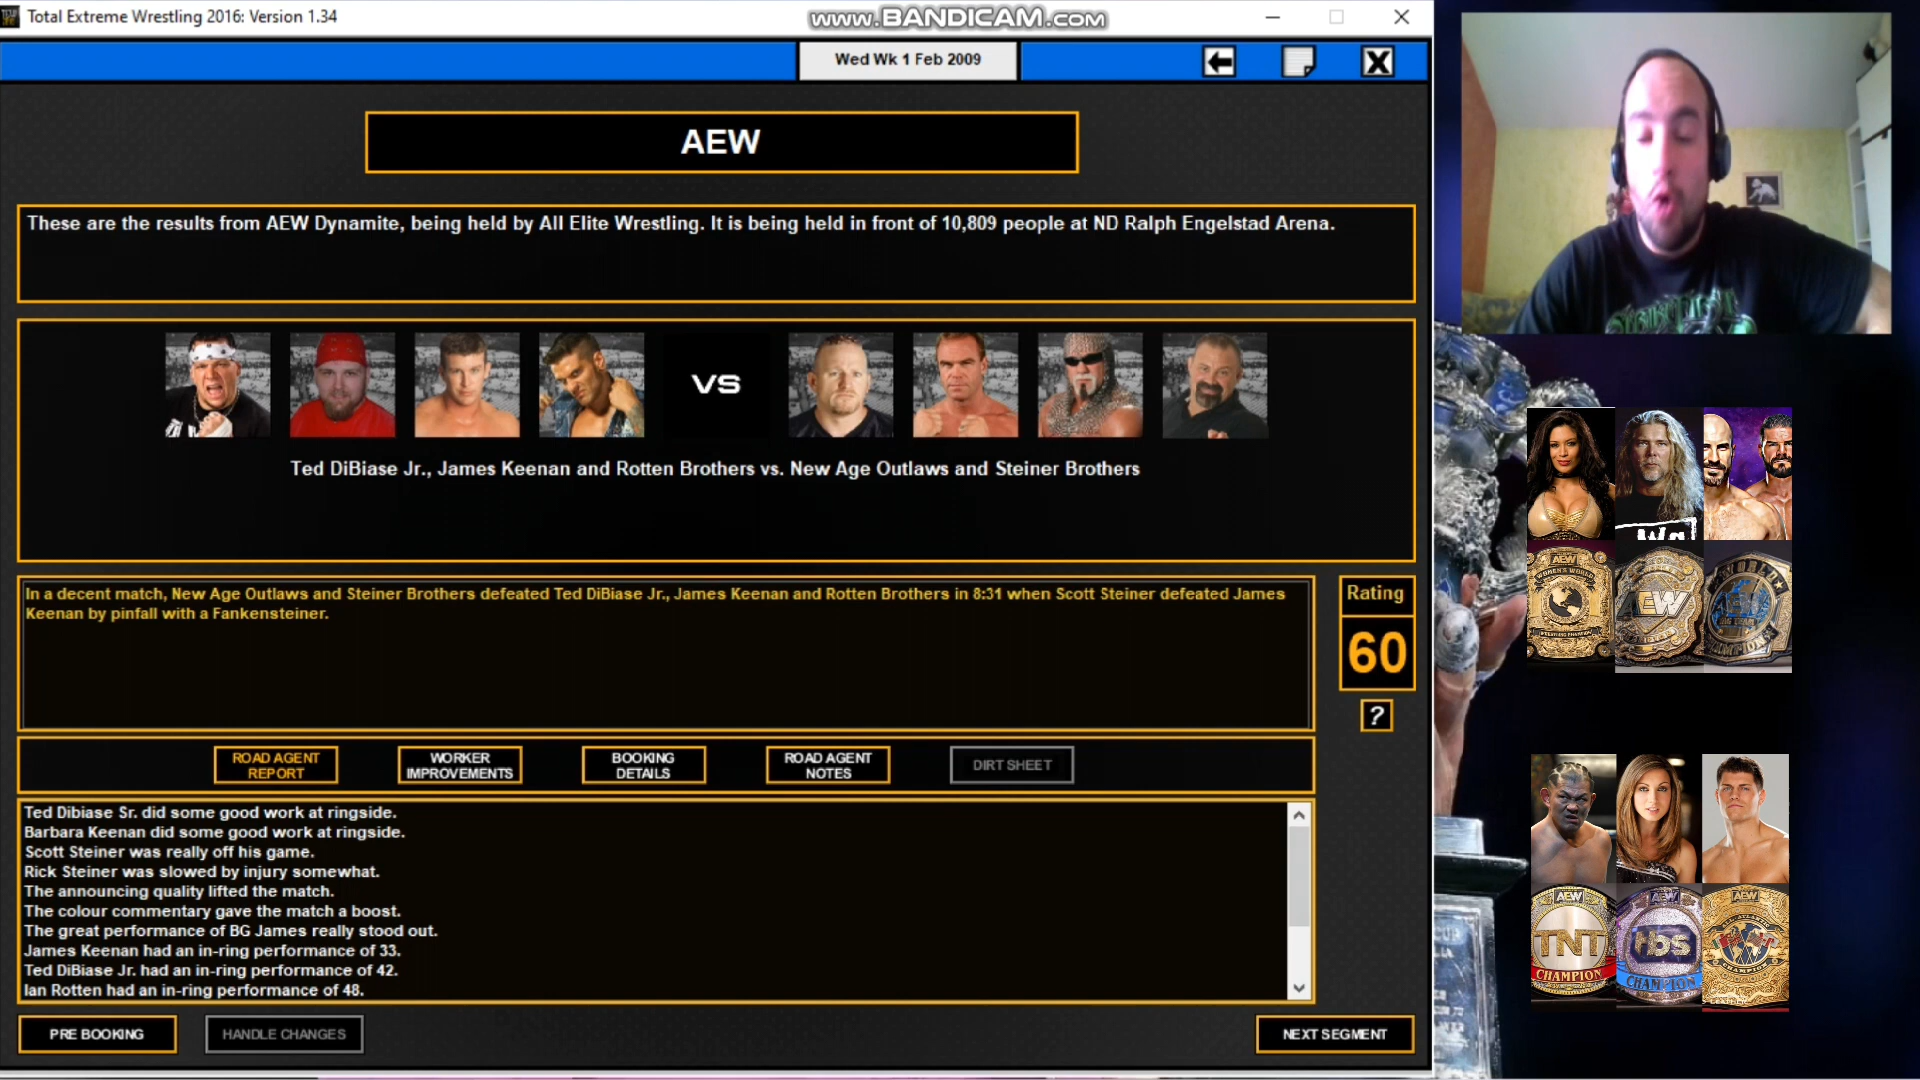 Total Extreme Wrestling 2016: Version 1.34
www.BANDICAM.com
Wed Wk 1 Feb 2009
AEW
These are the results from AEW Dynamite, being held by All Elite Wrestling. It is being held in front of 10,809 people at ND Ralph Engelstad Arena.
VS
Ted DiBiase Jr., James Keenan and Rotten Brothers vs. New Age Outlaws and Steiner Brothers
In a decent match, New Age Outlaws and Steiner Brothers defeated Ted DiBiase Jr., James Keenan and Rotten Brothers in 8:31 when Scott Steiner defeated James
Keenan by pinfall with a Fankensteiner.
Rating
60
?
ROAD AGENT
REPORT
WORKER
IMPROVEMENTS
BOOKING
DETAILS
ROAD AGENT
NOTES
DIRT SHEET
Ted Dibiase Sr. did some good work at ringside.
Barbara Keenan did some good work at ringside.
Scott Steiner was really off his game.
Rick Steiner was slowed by injury somewhat.
The announcing quality lifted the match.
The colour commentary gave the match a boost.
The great performance of BG James really stood out.
James Keenan had an in-ring performance of 33.
Ted DiBiase Jr. had an in-ring performance of 42.
Ian Rotten had an in-ring performance of 48.
PRE BOOKING
HANDLE CHANGES
NEXT SEGMENT
AEW
WOMEN'S WORLD
AEW
WORLD
AEW
TNT
CHAMPION
AEW
tbs
CHAMPION
AEW